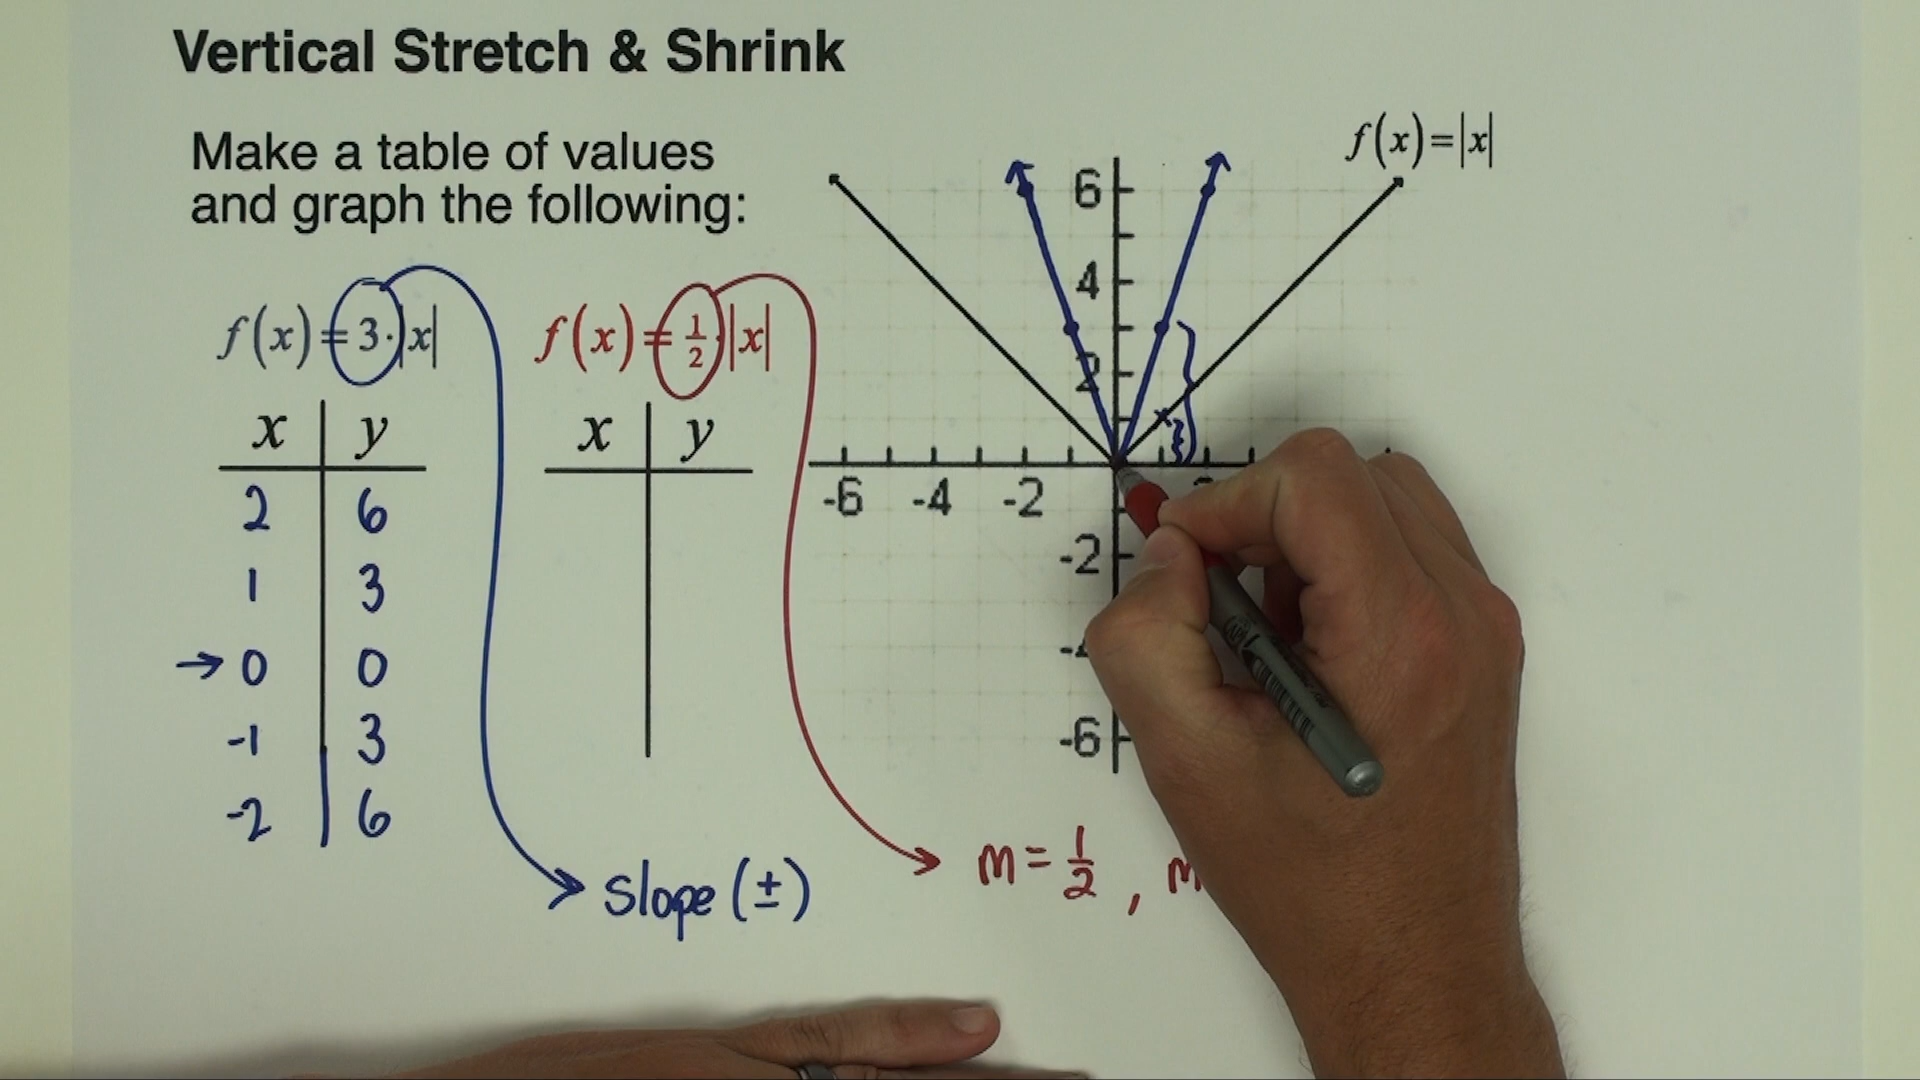 Vertical Stretch & Shrink
Make a table of values
and graph the following:
f(x) = 3·|x|
x y
2 6
1 3
→ 0 0
-1 3
-2 6
Slope (±)
f(x) = 1/2·|x|
x y
m = 1/2 , m
f(x) = |x|
6
4
2
-6 -4 -2
-2
-6